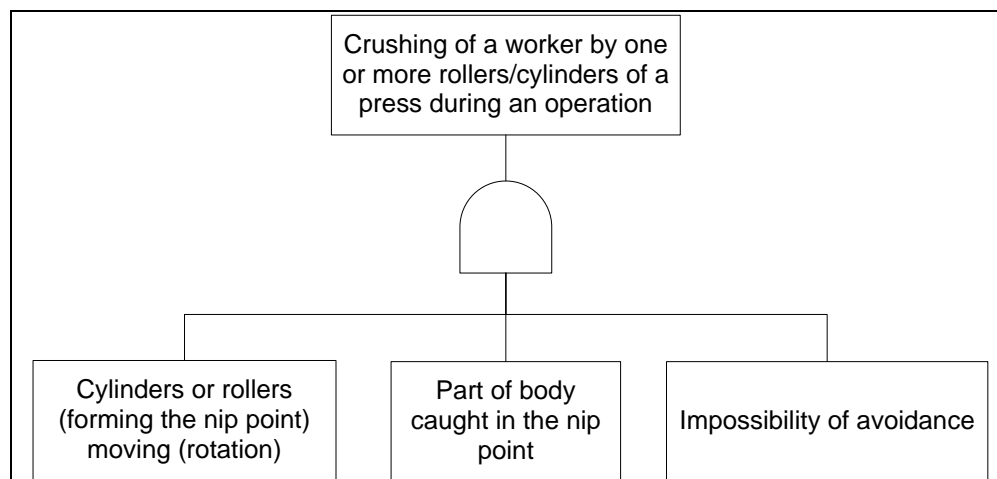 Crushing of a worker by one
or more rollers/cylinders of a
press during an operation
Cylinders or rollers
(forming the nip point)
moving (rotation)
Part of body
caught in the nip
point
Impossibility of avoidance